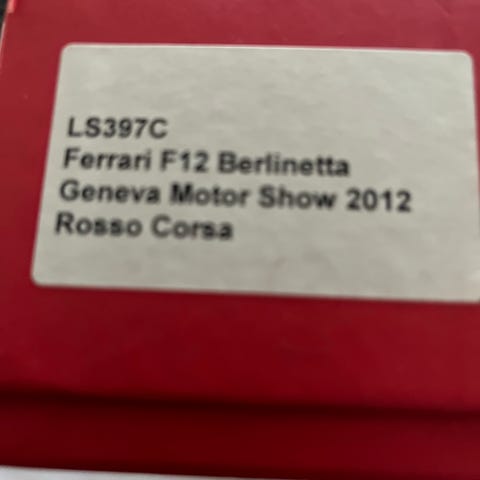 LS397C
Ferrari F12 Berlinetta
Geneva Motor Show 2012
Rosso Corsa